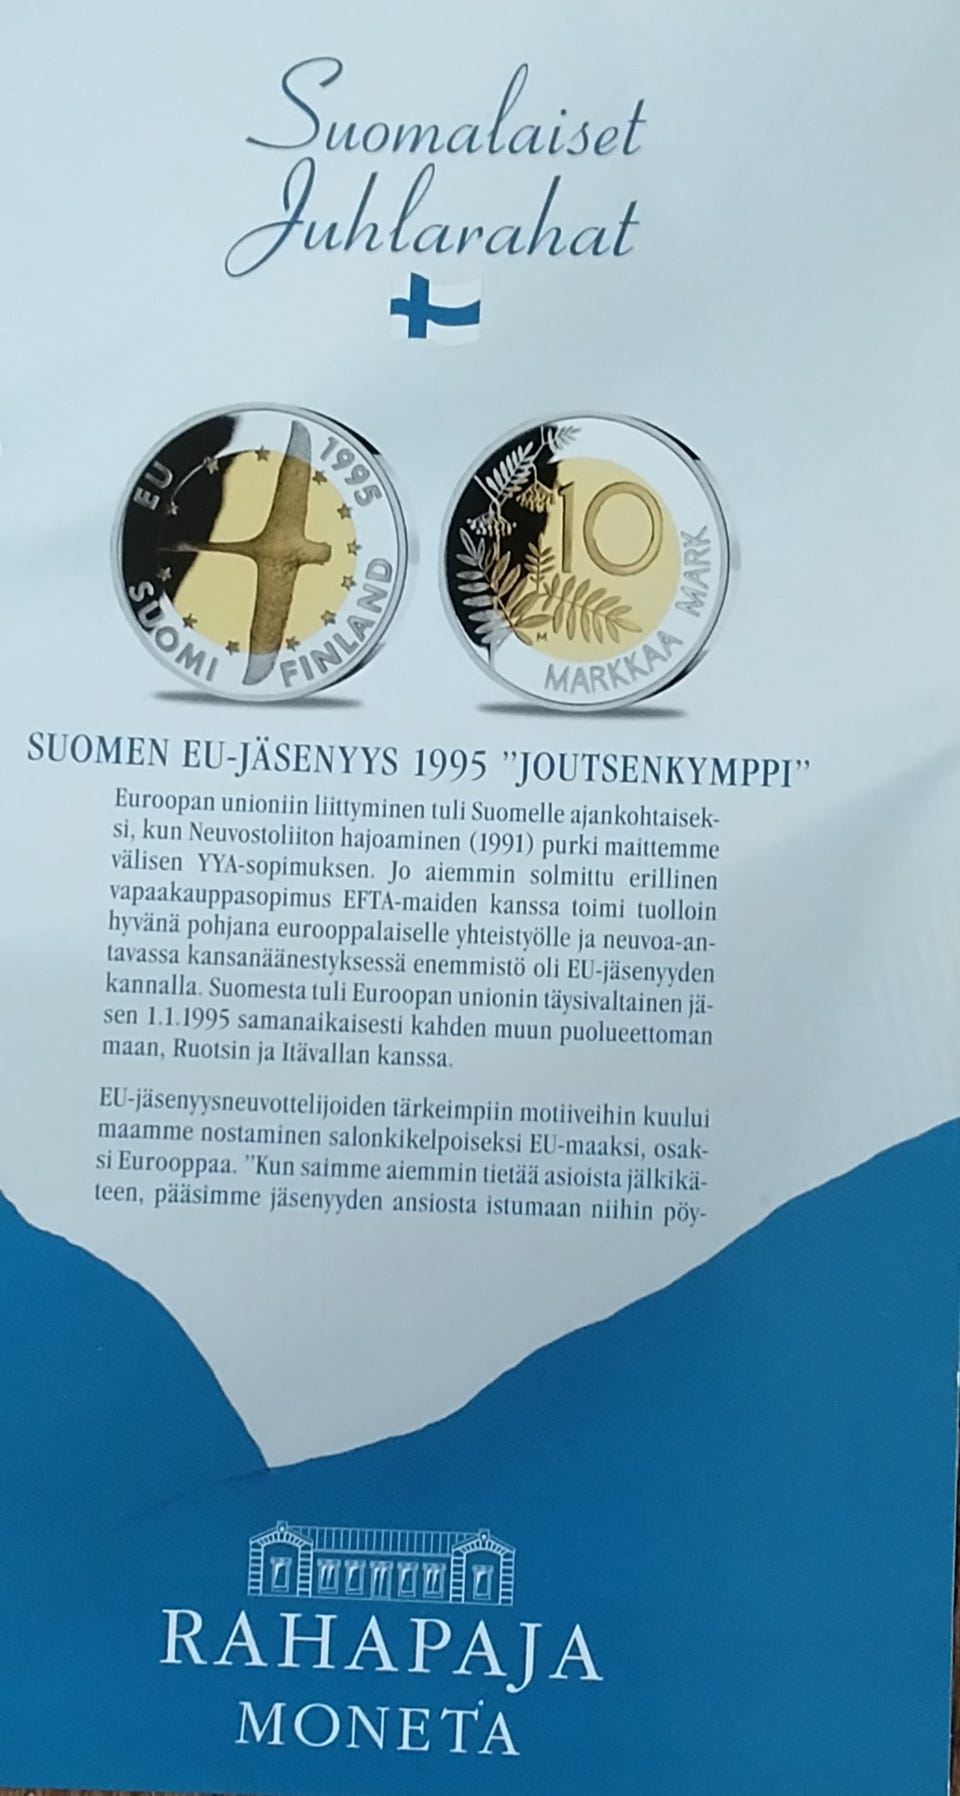 Suomalaiset
Juhlarahat
EU
1995
SUOMI
FINLAND
10
M
MARKKAA MARK
SUOMEN EU-JÄSENYYS 1995 ”JOUTSENKYMPPI”
Euroopan unioniin liittyminen tuli Suomelle ajankohtaisek-
si, kun Neuvostoliiton hajoaminen (1991) purki maittemme
välisen YYA-sopimuksen. Jo aiemmin solmittu erillinen
vapaakauppasopimus EFTA-maiden kanssa toimi tuolloin
hyvänä pohjana eurooppalaiselle yhteistyölle ja neuvoa-an-
tavassa kansanäänestyksessä enemmistö oli EU-jäsenyyden
kannalla. Suomesta tuli Euroopan unionin täysivaltainen jä-
sen 1.1.1995 samanaikaisesti kahden muun puolueettoman
maan, Ruotsin ja Itävallan kanssa.
EU-jäsenyysneuvottelijoiden tärkeimpiin motiiveihin kuului
maamme nostaminen salonkikelpoiseksi EU-maaksi, osak-
si Eurooppaa. ”Kun saimme aiemmin tietää asioista jälkikä-
teen, pääsimme jäsenyyden ansiosta istumaan niihin pöy-
RAHAPAJA
MONETA